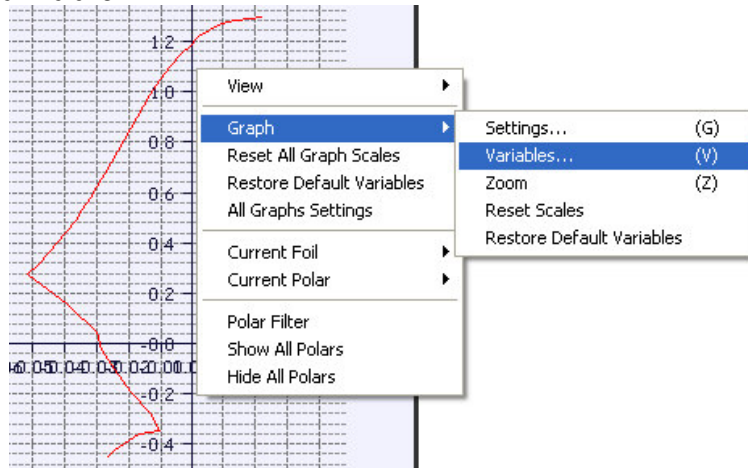 1.2
1.0
0.8
0.6
0.4
0.2
-0.2
-0.4
View
Graph
Reset All Graph Scales
Restore Default Variables
All Graphs Settings
Current Foil
Current Polar
Polar Filter
Show All Polars
Hide All Polars
Settings... (G)
Variables... (V)
Zoom (Z)
Reset Scales
Restore Default Variables